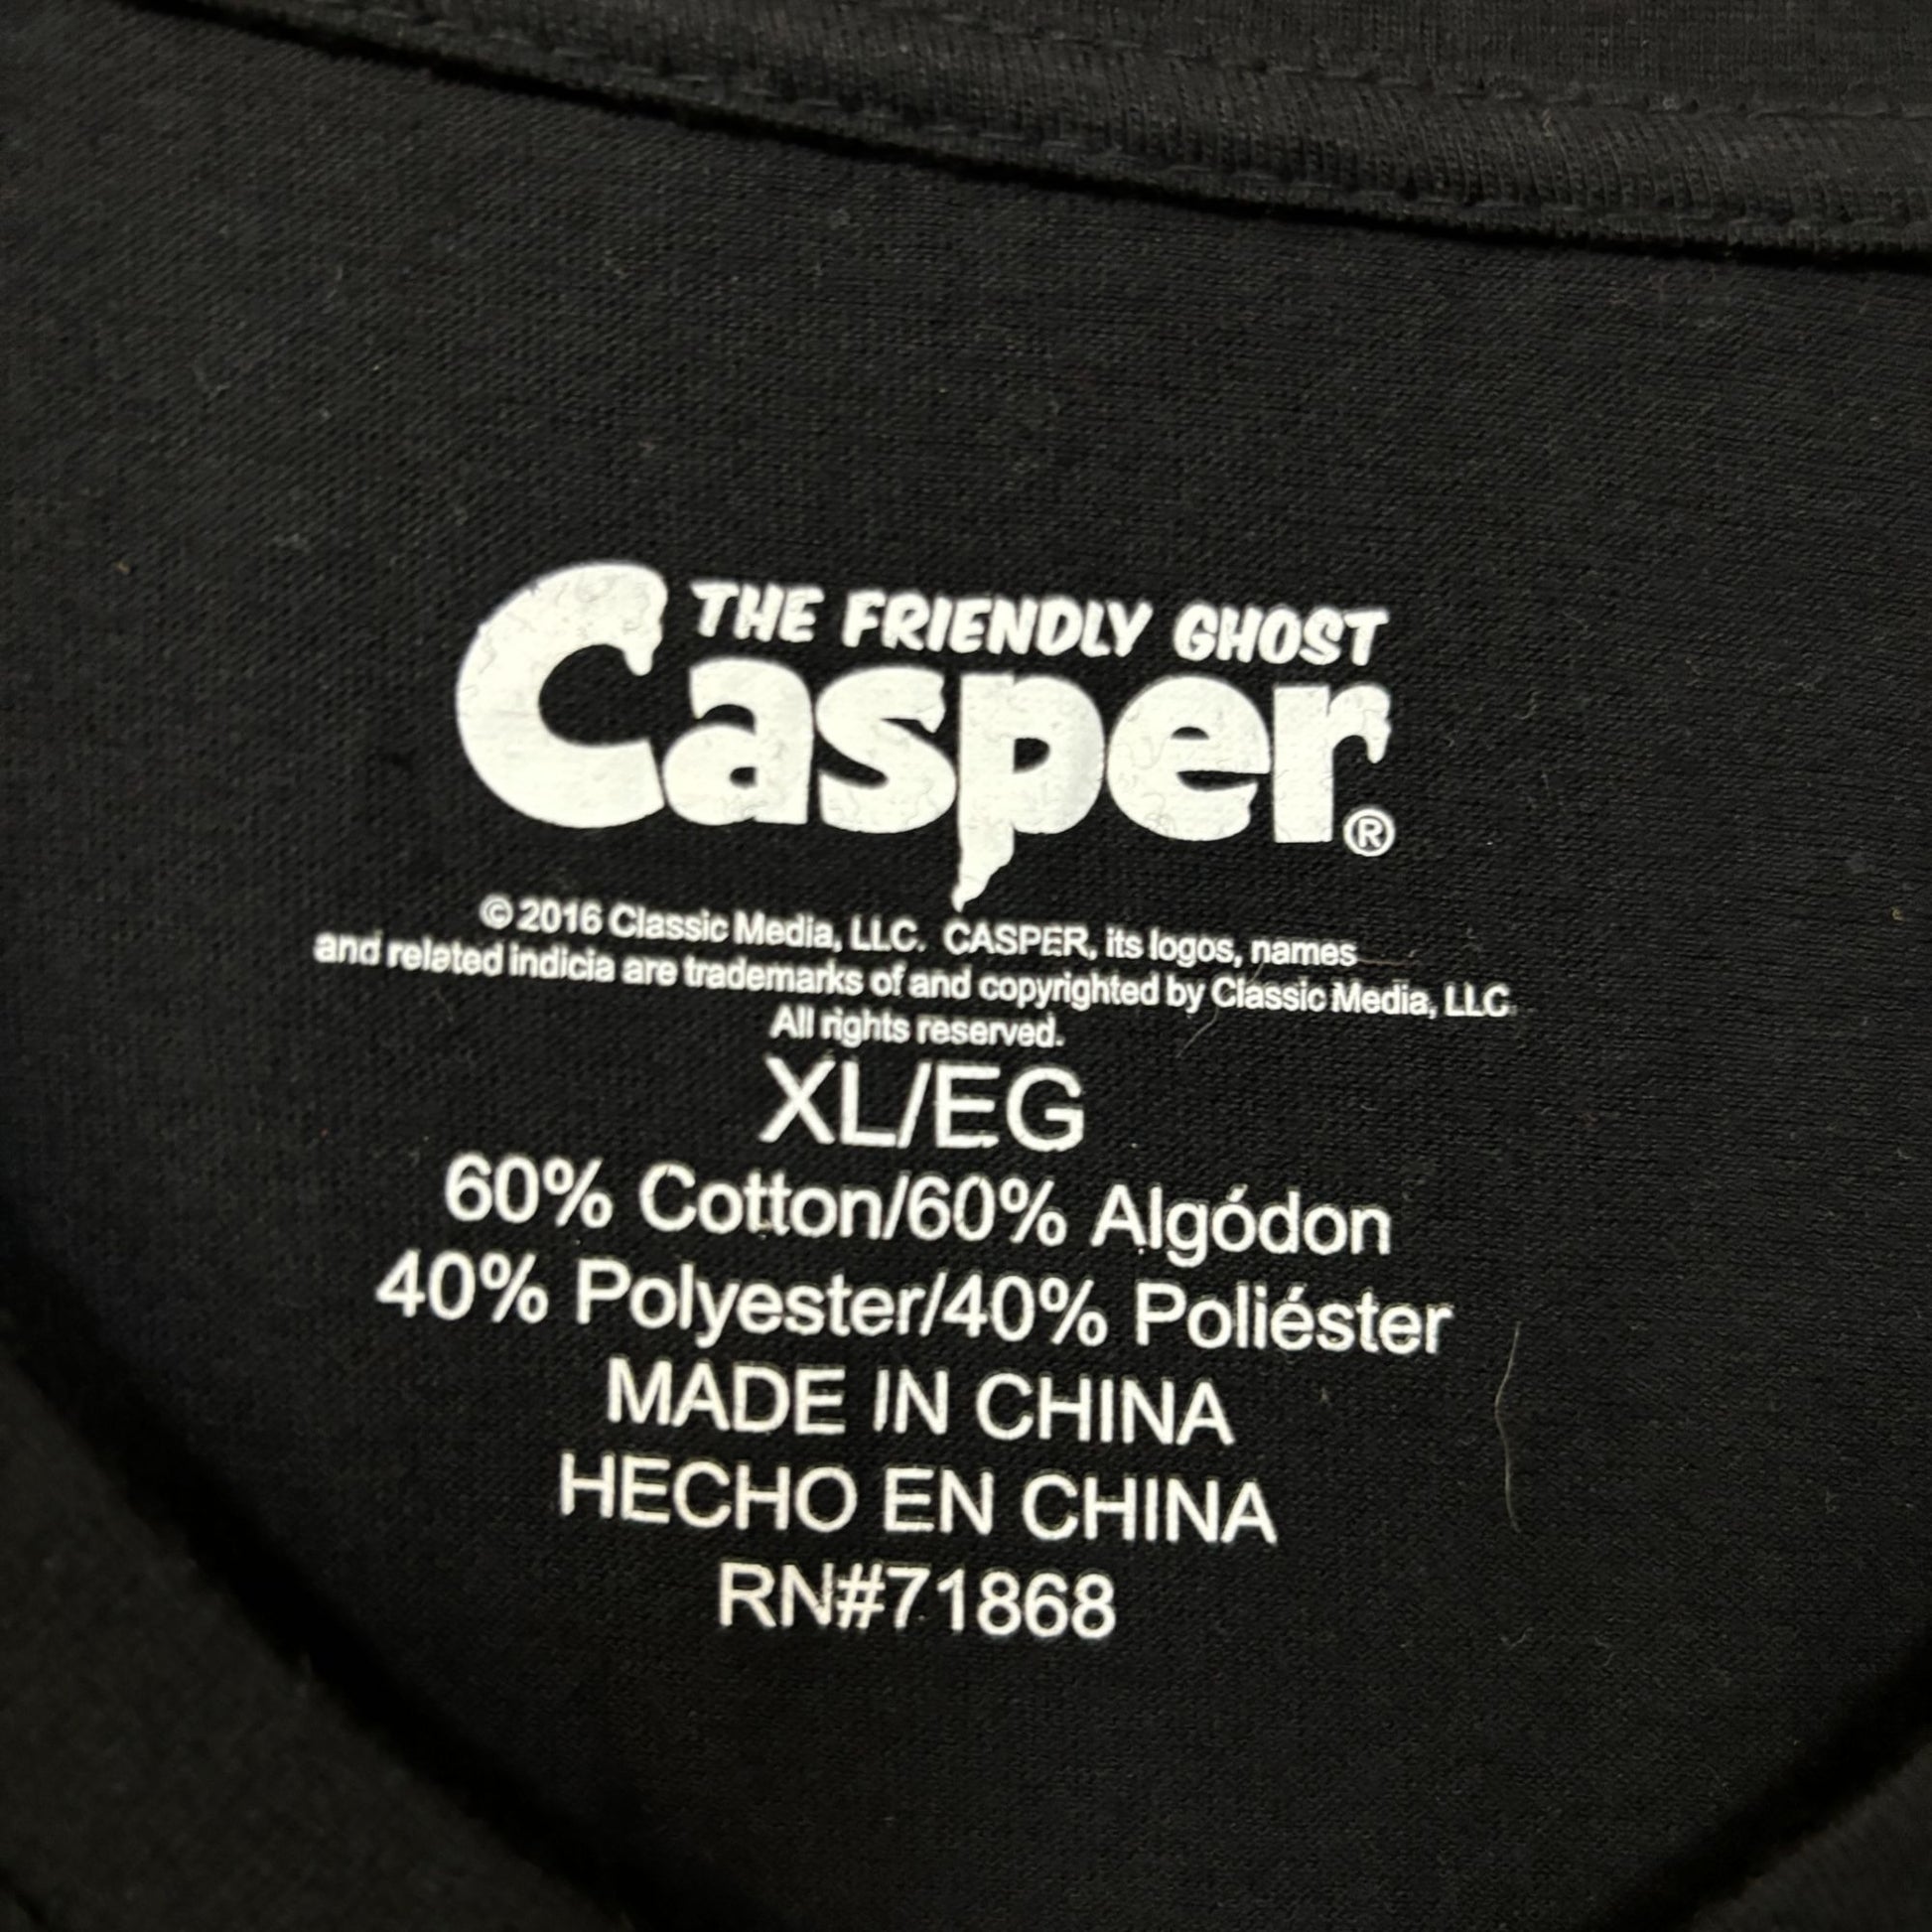 THE FRIENDLY GHOST
Casper®
© 2016 Classic Media, LLC. CASPER, its logos, names
and related indicia are trademarks of and copyrighted by Classic Media, LLC.
All rights reserved.
XL/EG
60% Cotton/60% Algódon
40% Polyester/40% Poliéster
MADE IN CHINA
HECHO EN CHINA
RN#71868